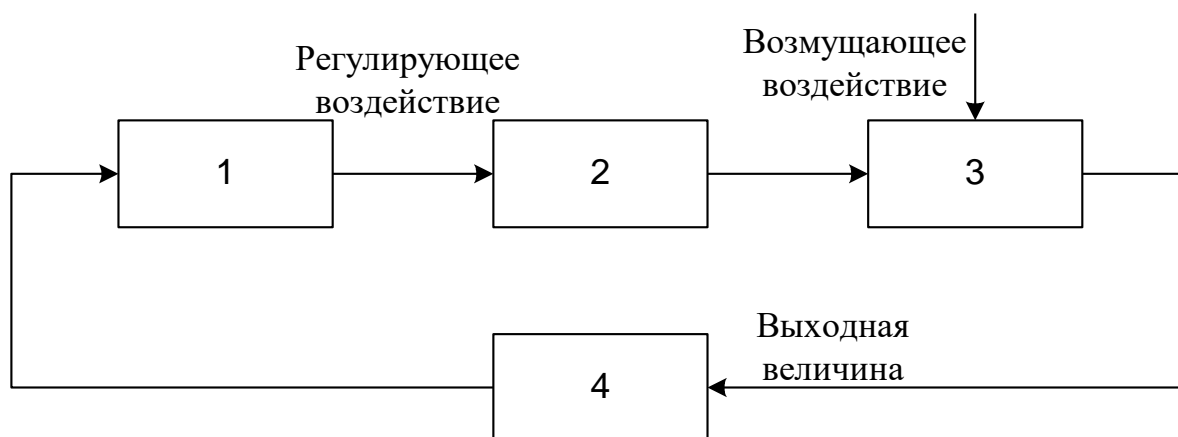 Регулирующее
воздействие
Возмущающее
воздействие
1
2
3
Выходная
величина
4